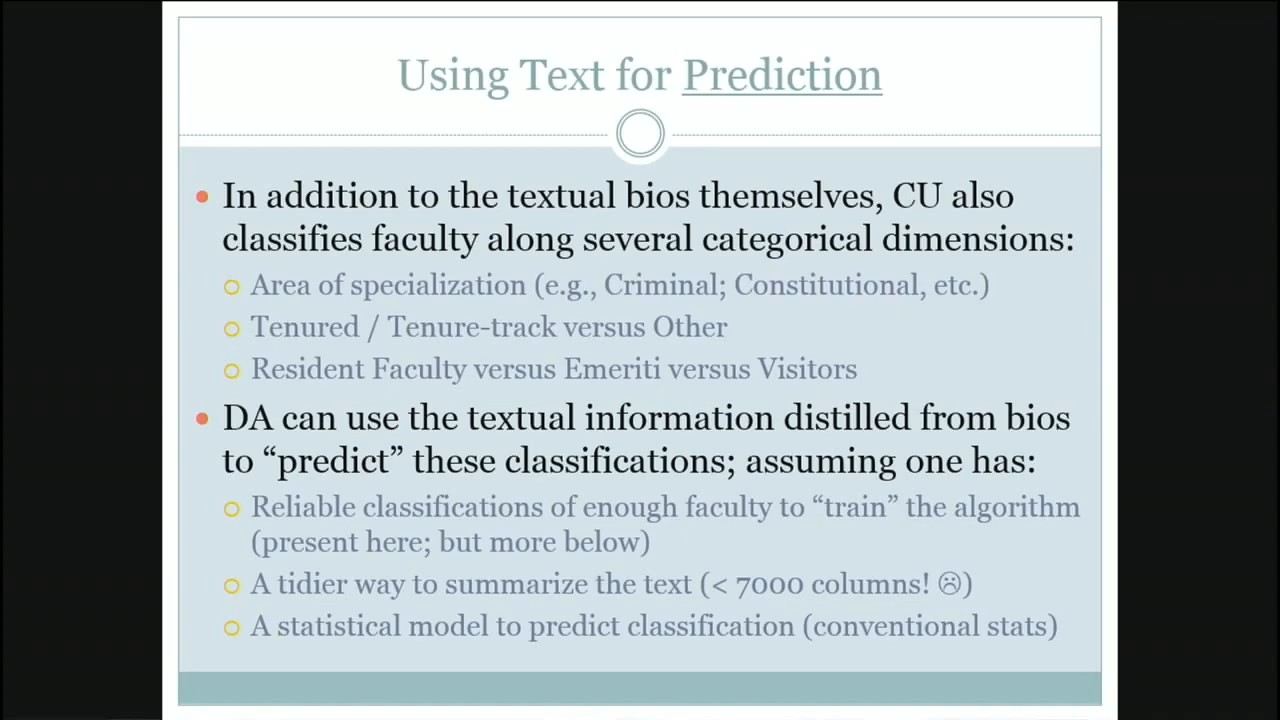 Using Text for Prediction
In addition to the textual bios themselves, CU also
classifies faculty along several categorical dimensions:
Area of specialization (e.g., Criminal; Constitutional, etc.)
Tenured / Tenure-track versus Other
Resident Faculty versus Emeriti versus Visitors
DA can use the textual information distilled from bios
to “predict” these classifications; assuming one has:
Reliable classifications of enough faculty to “train” the algorithm
(present here; but more below)
A tidier way to summarize the text (< 7000 columns! ☹)
A statistical model to predict classification (conventional stats)